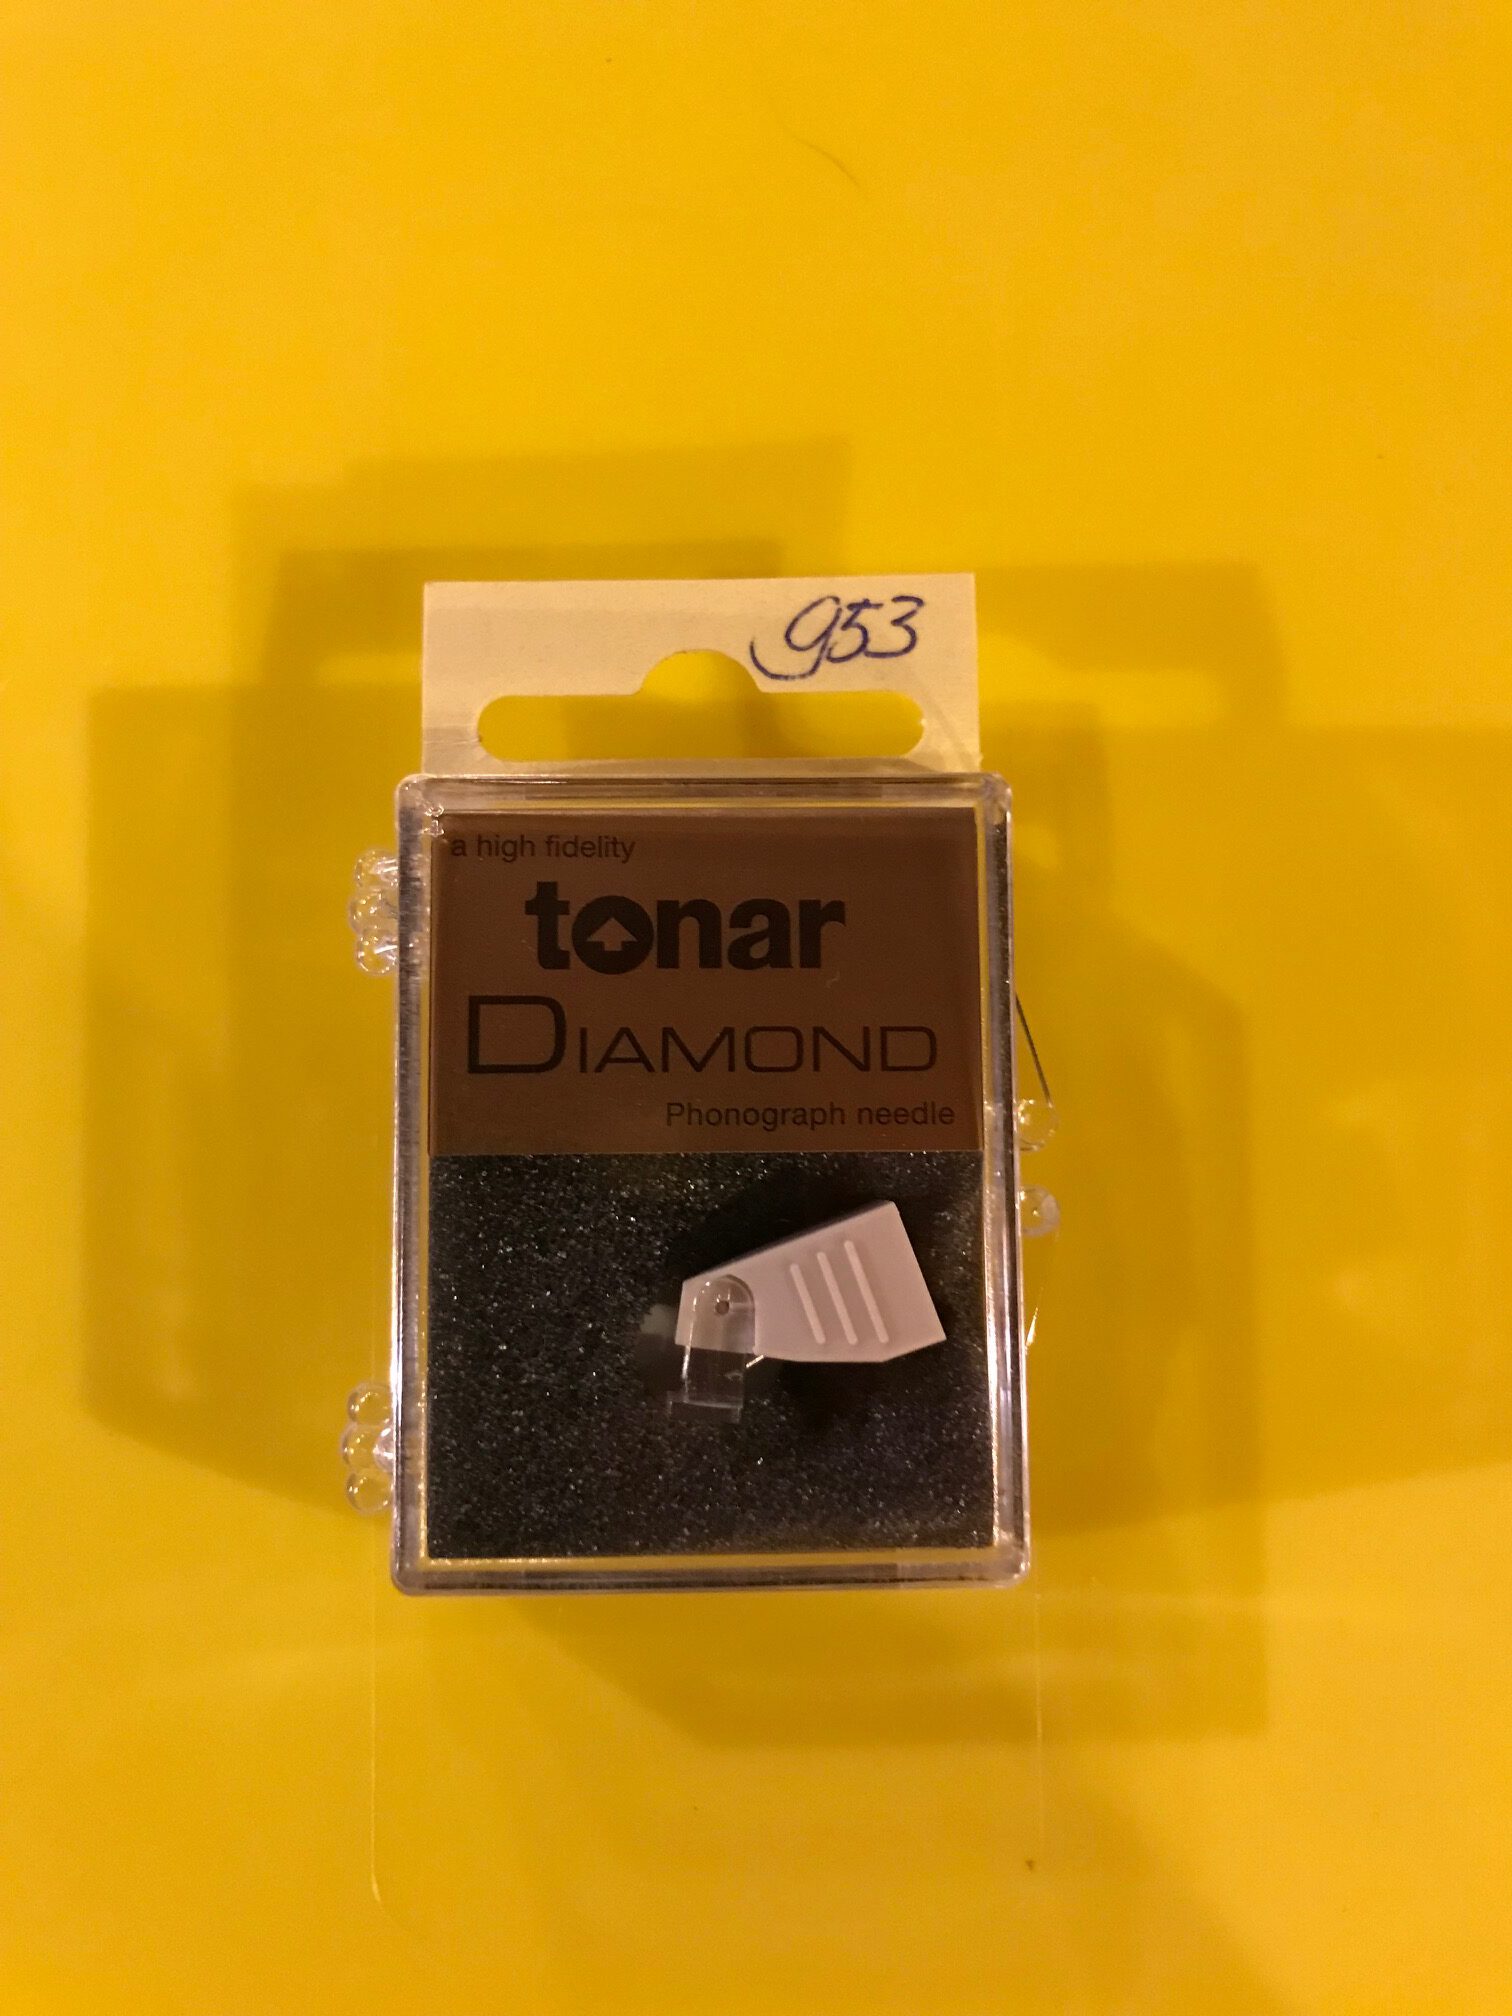 953
a high fidelity
tonar
DIAMOND
Phonograph needle